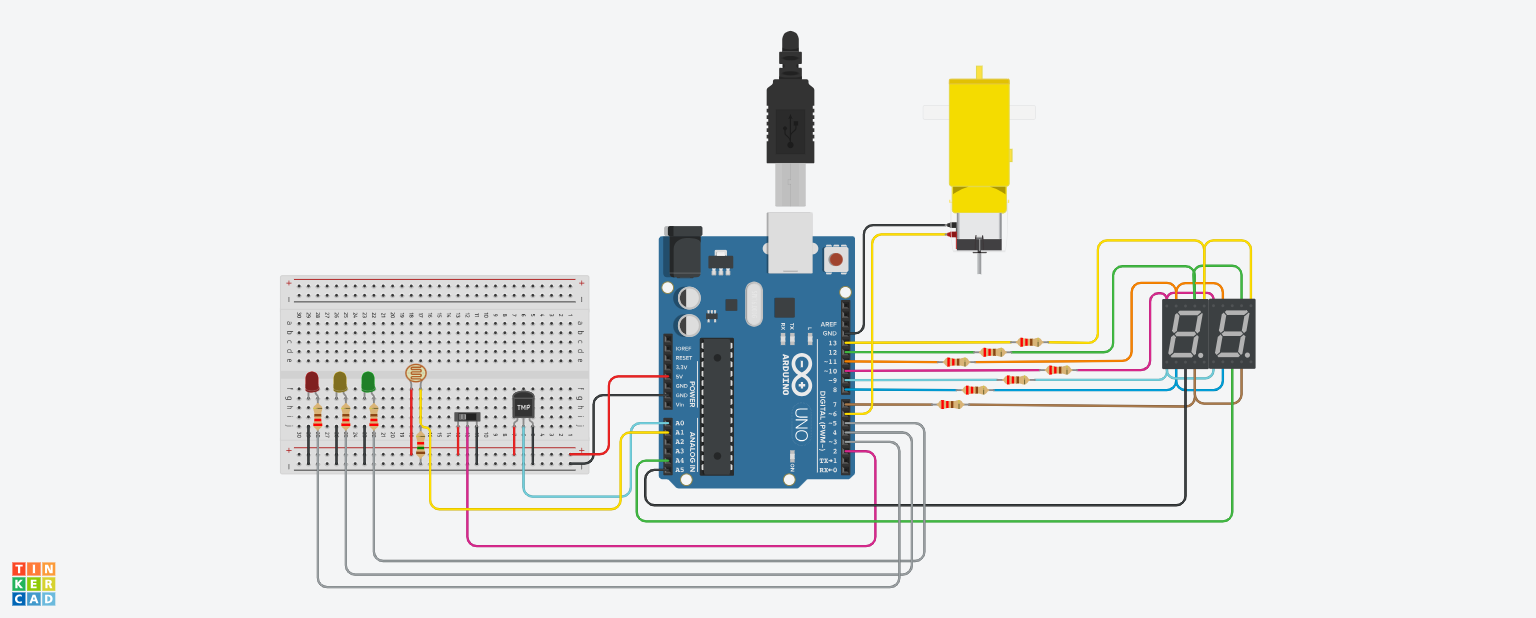 AREF
GND
IOREF
RESET
3.3V
5V
GND
Vin
POWER
A0
A1
A2
A3
A4
A5
ANALOG IN
RX
TX
L
ARDUINO
UNO
ON
DIGITAL (PWM~)
13
12
~11
~10
~9
8
7
~6
~5
4
~3
2
TX→1
RX←0
TMP
a
b
c
d
e
f
g
h
i
j
TIN
KER
CAD